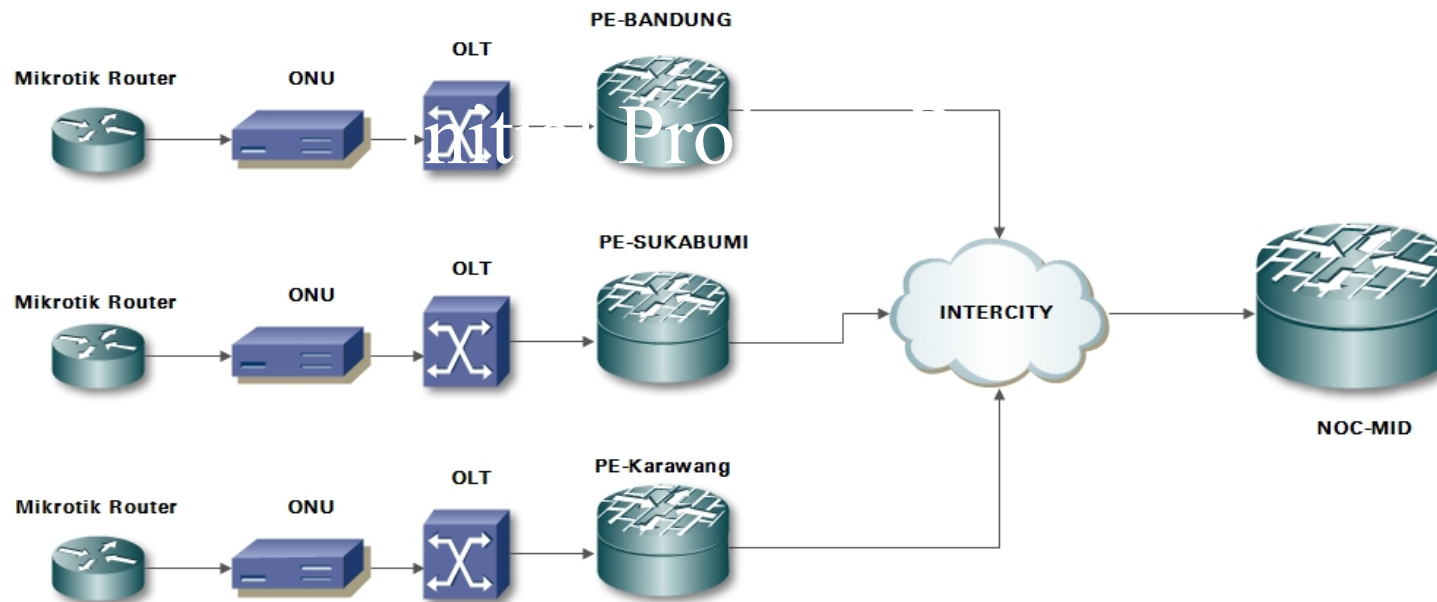 PE-BANDUNG
OLT
Mikrotik Router
ONU
PE-SUKABUMI
OLT
Mikrotik Router
ONU
INTERCITY
NOC-MID
PE-Karawang
OLT
Mikrotik Router
ONU